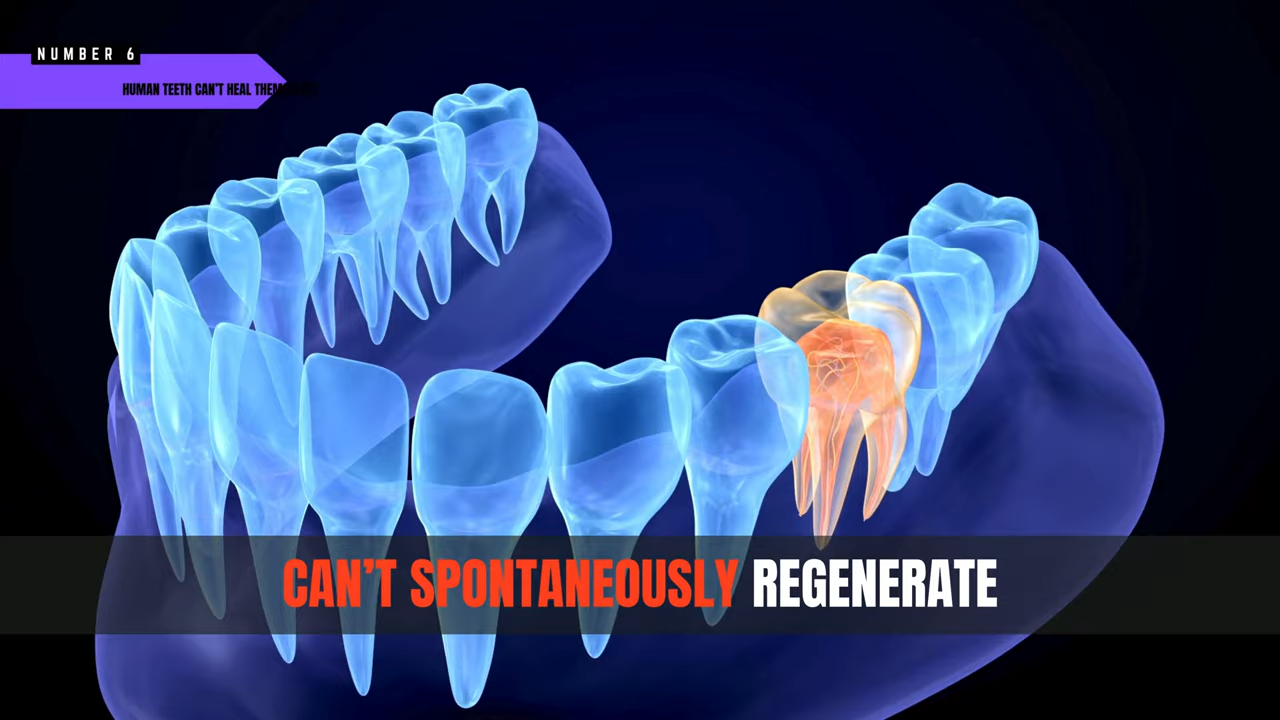 NUMBER 6
HUMAN TEETH CAN'T HEAL
CAN'T SPONTANEOUSLY REGENERATE